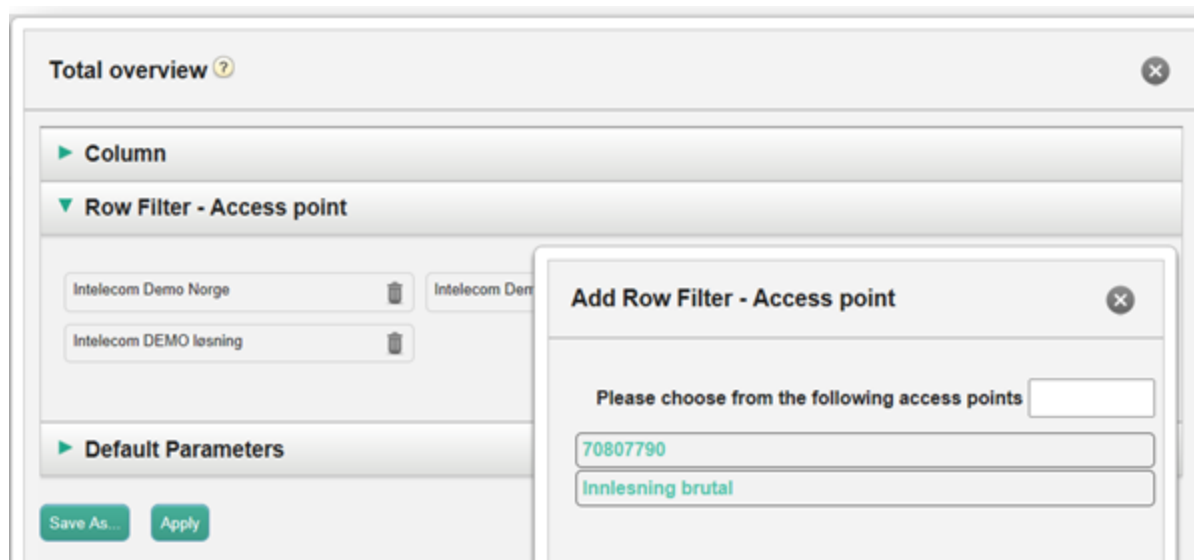 Total overview ?
Column
Row Filter - Access point
Intelecom Demo Norge
Intelecom
Intelecom DEMO løsning
Default Parameters
Save As...
Apply
Add Row Filter - Access point
Please choose from the following access points
70807790
Innlesning brutal